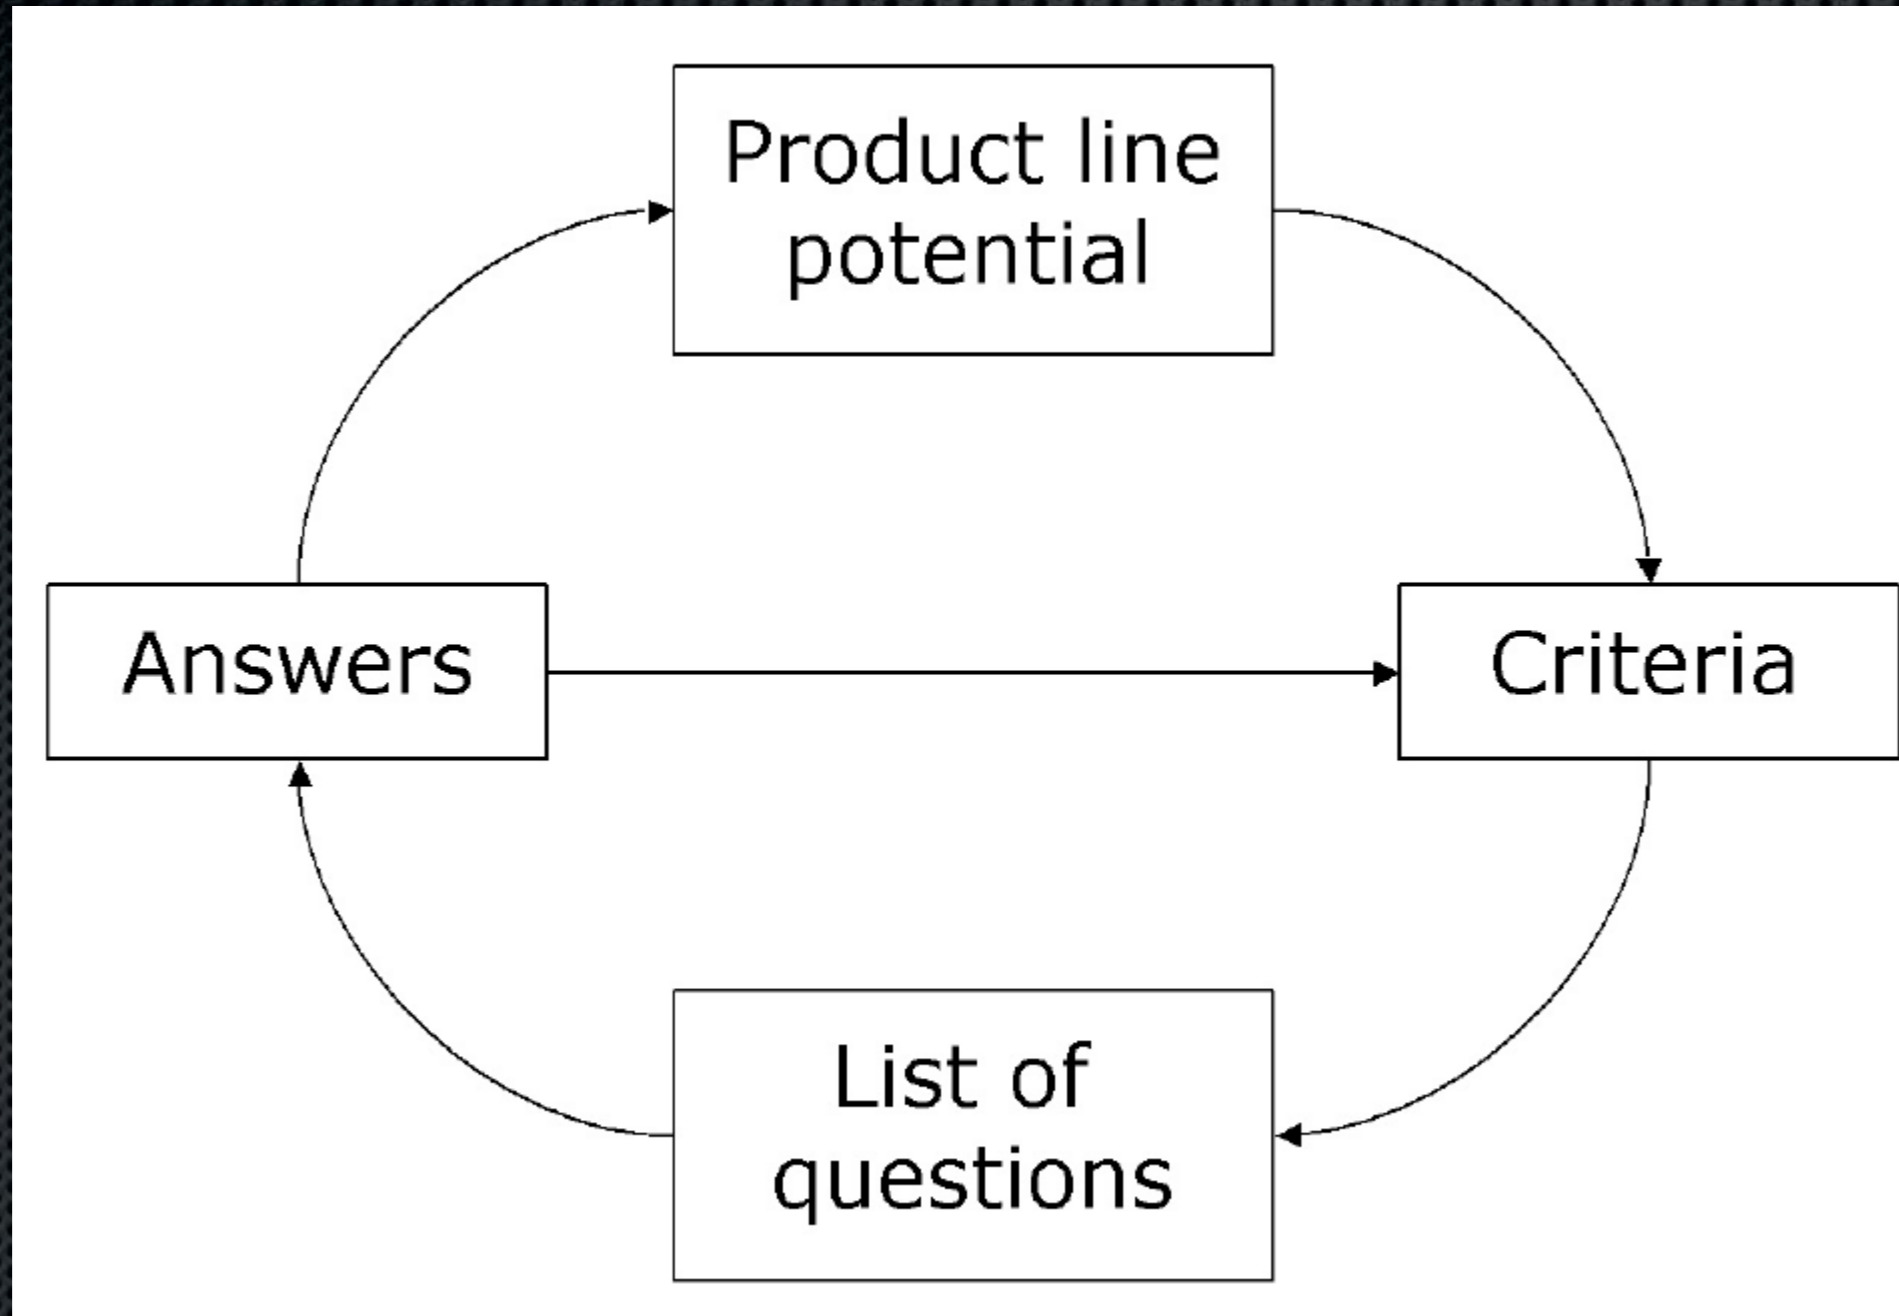 Product line
potential
Answers
Criteria
List of
questions